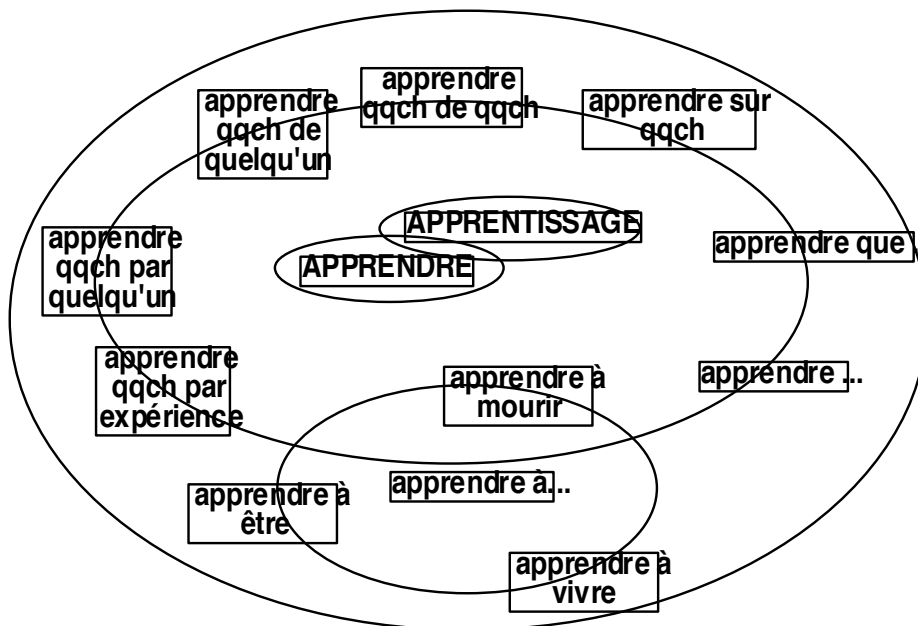 apprendre
qqch de qqch
apprendre
qqch de
quelqu'un
apprendre sur
qqch
APPRENTISSAGE
apprendre
qqch par
quelqu'un
APPRENDRE
apprendre que
apprendre
qqch par
expérience
apprendre à
mourir
apprendre ...
apprendre à
être
apprendre à...
apprendre à
vivre